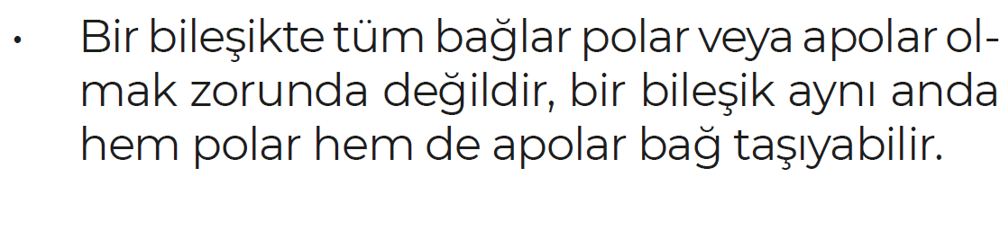 • Bir bileşikte tüm bağlar polar veya apolar ol-
mak zorunda değildir, bir bileşik aynı anda
hem polar hem de apolar bağ taşıyabilir.